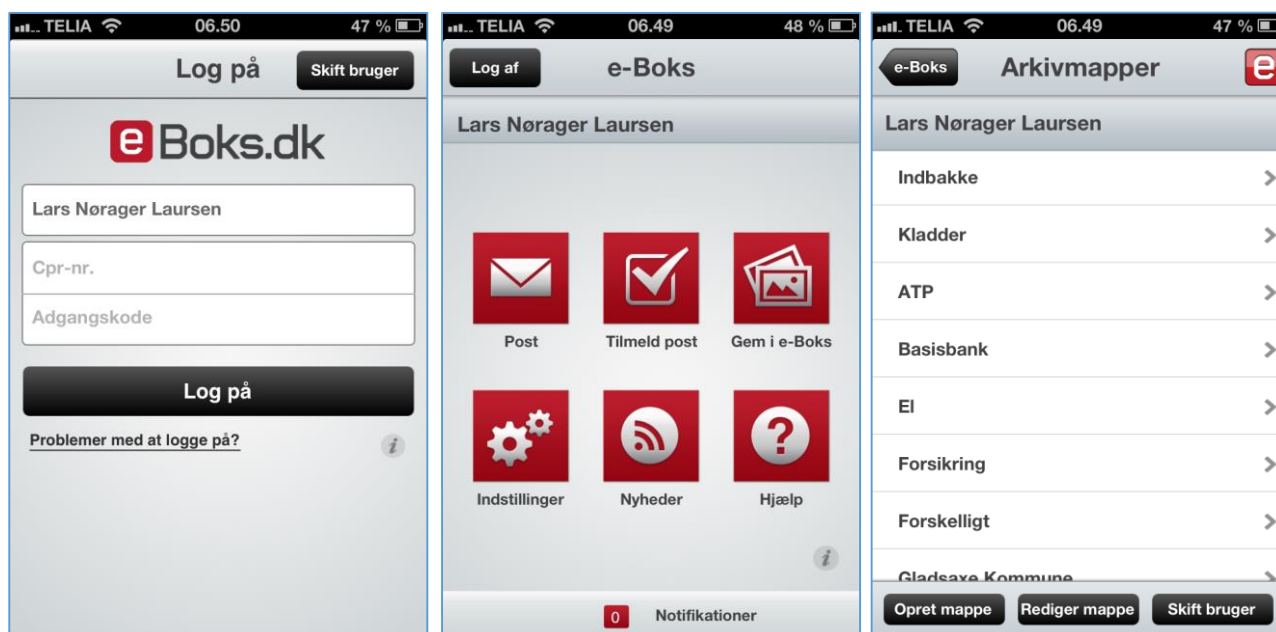 TELIA 06.50 47 %
Log på Skift bruger
eBoks.dk
Lars Nørager Laursen
Cpr-nr.
Adgangskode
Log på
Problemer med at logge på?
i
TELIA 06.49 48 %
Log af e-Boks
Lars Nørager Laursen
Post Tilmeld post Gem i e-Boks
?
Indstillinger Nyheder Hjælp
i
0 Notifikationer
TELIA 06.49 47 %
e-Boks Arkivmapper e
Lars Nørager Laursen
Indbakke
Kladder
ATP
Basisbank
El
Forsikring
Forskelligt
Gladsaxe Kommune
Opret mappe Rediger mappe Skift bruger